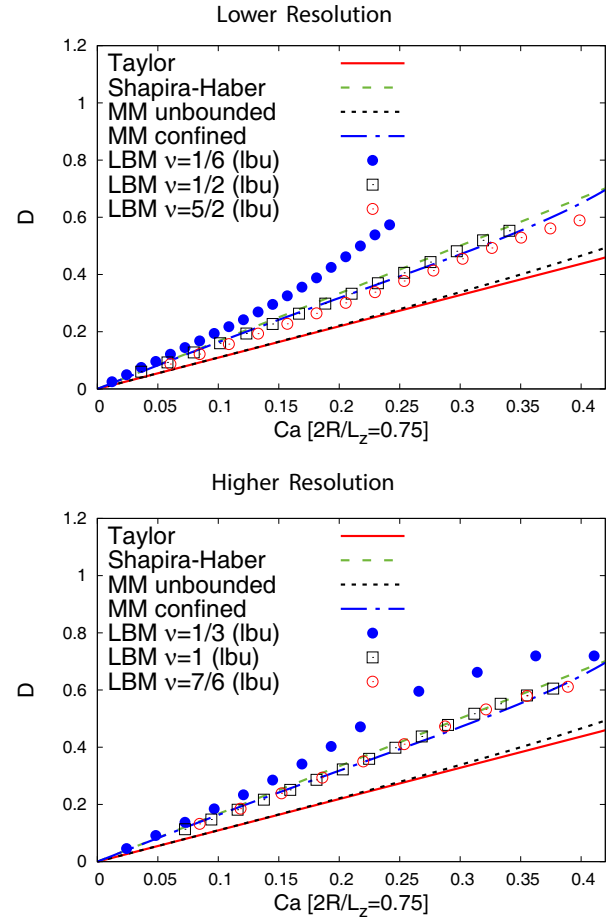 Lower Resolution
1.2
1
0.8
0.6
0.4
0.2
0
D
Taylor
Shapira-Haber
MM unbounded
MM confined
LBM ν=1/6 (lbu)
LBM ν=1/2 (lbu)
LBM ν=5/2 (lbu)
0 0.05 0.1 0.15 0.2 0.25 0.3 0.35 0.4
Ca [2R/L_z=0.75]
Higher Resolution
1.2
1
0.8
0.6
0.4
0.2
0
D
Taylor
Shapira-Haber
MM unbounded
MM confined
LBM ν=1/3 (lbu)
LBM ν=1 (lbu)
LBM ν=7/6 (lbu)
0 0.05 0.1 0.15 0.2 0.25 0.3 0.35 0.4
Ca [2R/L_z=0.75]